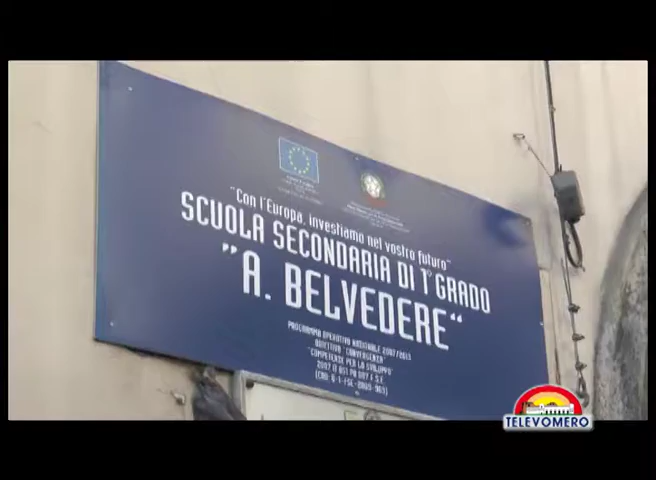 "Con l'Europa, investiamo nel vostro futuro"
SCUOLA SECONDARIA DI 1° GRADO
"A. BELVEDERE"
PROGRAMMA OPERATIVO NAZIONALE 2007/2013
OBIETTIVO "CONVERGENZA"
"COMPETENZE PER LO SVILUPPO"
2007 IT 051 PO 007 F.S.E.
TELEVOMERO